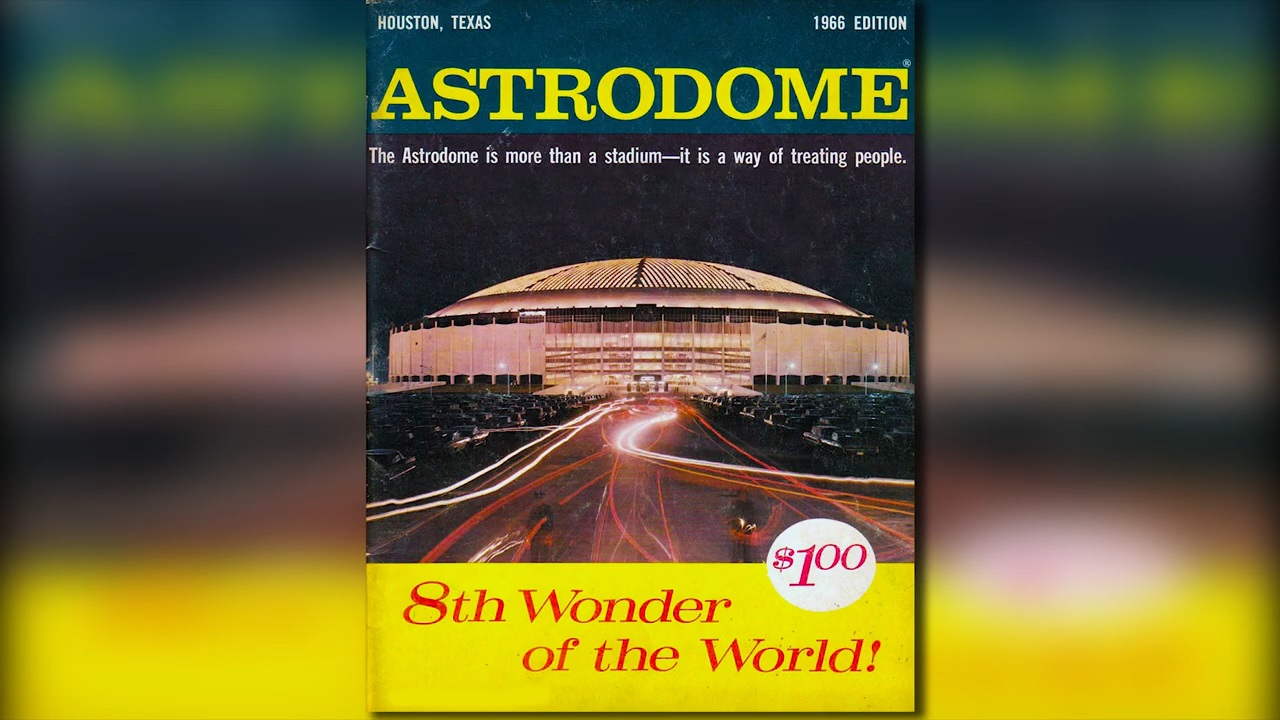 HOUSTON, TEXAS
1966 EDITION
ASTRODOME®
The Astrodome is more than a stadium—it is a way of treating people.
$1.00
8th Wonder
of the World!